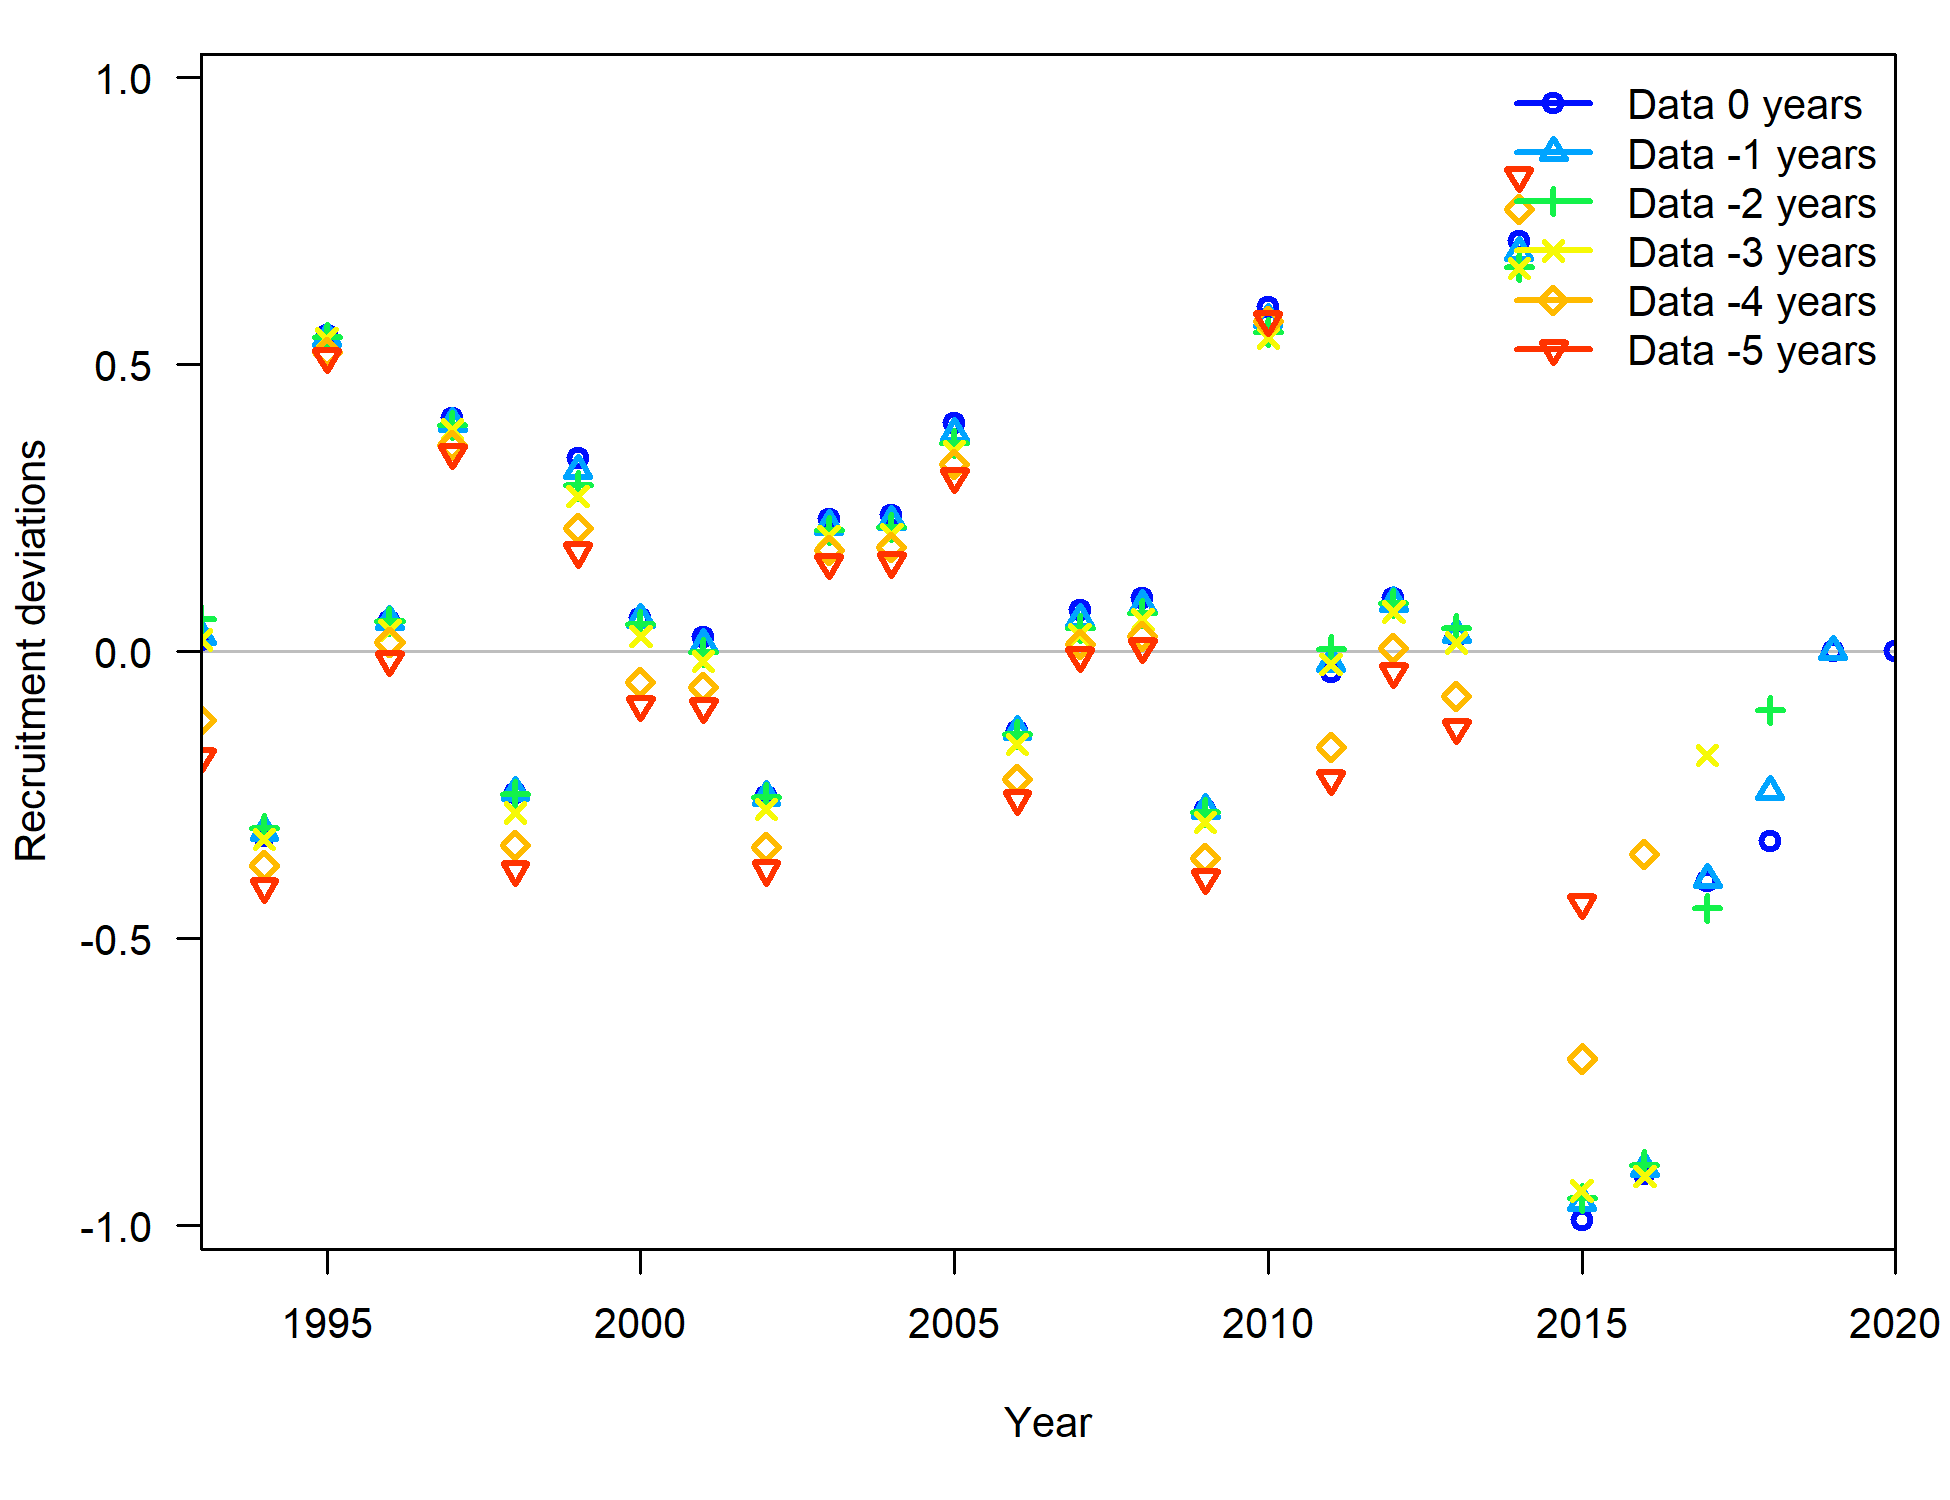 1.0
0.5
0.0
-0.5
-1.0
Recruitment deviations
Data 0 years
Data -1 years
Data -2 years
Data -3 years
Data -4 years
Data -5 years
1995 2000 2005 2010 2015 2020
Year